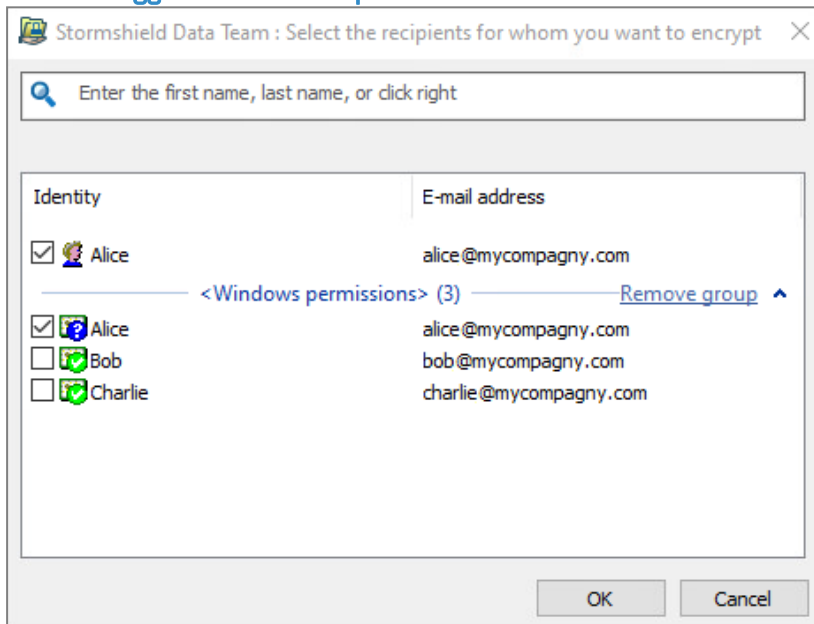 Stormshield Data Team : Select the recipients for whom you want to encrypt
Enter the first name, last name, or click right
Identity E-mail address
Alice alice@mycompagny.com
<Windows permissions> (3) Remove group
Alice alice@mycompagny.com
Bob bob@mycompagny.com
Charlie charlie@mycompagny.com
OK Cancel